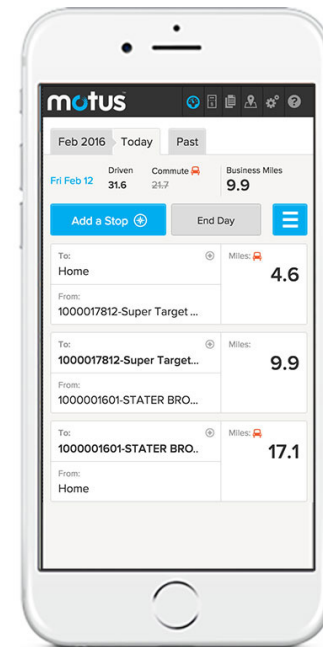 motus
Feb 2016 Today Past
Driven Commute Business Miles
Fri Feb 12 31.6 21.7 9.9
Add a Stop End Day
To: Miles:
Home 4.6
From:
1000017812-Super Target ...
To: Miles:
1000017812-Super Target... 9.9
From:
1000001601-STATER BRO...
To: Miles:
1000001601-STATER BRO.. 17.1
From:
Home